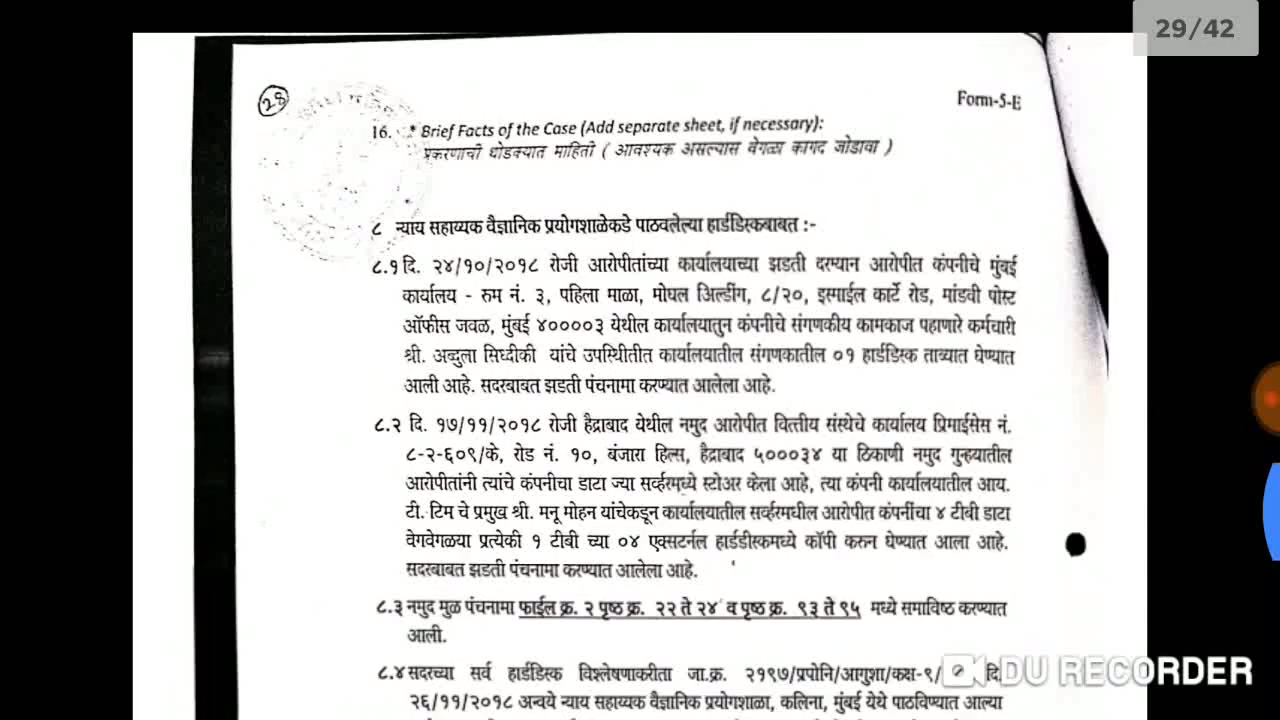 29/42
28
Form-5-E
16. * Brief Facts of the Case (Add separate sheet, if necessary):
प्रकरणाची थोडक्यात माहिती ( आवश्यक असल्यास वेगळा कागद जोडावा )
८ न्याय सहाय्यक वैज्ञानिक प्रयोगशाळेकडे पाठवलेल्या हार्डडिस्कबाबत :-
८.१ दि. २४/१०/२०१८ रोजी आरोपीतांच्या कार्यालयाच्या झडती दरम्यान आरोपीत कंपनीचे मुंबई
कार्यालय - रुम नं. ३, पहिला माळा, मोघल बिल्डींग, ८/२०, इस्माईल कार्टे रोड, मांडवी पोस्ट
ऑफीस जवळ, मुंबई ४००००३ येथील कार्यालयातुन कंपनीचे संगणकीय कामकाज पहाणारे कर्मचारी
श्री. अब्दुला सिध्दीकी यांचे उपस्थितीत कार्यालयातील संगणकातील ०१ हार्डडिस्क ताब्यात घेण्यात
आली आहे. सदरबाबत झडती पंचनामा करण्यात आलेला आहे.
८.२ दि. १७/११/२०१८ रोजी हैद्राबाद येथील नमुद आरोपीत वित्तीय संस्थेचे कार्यालय प्रिमाईसेस नं.
८-२-६०९/के, रोड नं. १०, बंजारा हिल्स, हैद्राबाद ५०००३४ या ठिकाणी नमुद गुन्हयातील
आरोपीतांनी त्यांचे कंपनीचा डाटा ज्या सर्व्हरमध्ये स्टोअर केला आहे, त्या कंपनी कार्यालयातील आय.
टी. टिम चे प्रमुख श्री. मनू मोहन यांचेकडून कार्यालयातील सर्व्हरमधील आरोपीत कंपनींचा ४ टीबी डाटा
वेगवेगळया प्रत्येकी १ टीबी च्या ०४ एक्सटर्नल हार्डडीस्कमध्ये कॉपी करुन घेण्यात आला आहे.
सदरबाबत झडती पंचनामा करण्यात आलेला आहे.
८.३ नमुद मुळ पंचनामा फाईल क्र. २ पृष्ठ क्र. २२ ते २४ व पृष्ठ क्र. ९३ ते ९५ मध्ये समाविष्ठ करण्यात
आली.
८.४ सदरच्या सर्व हार्डडिस्क विश्लेषणाकरीता जा.क्र. २१९७/प्रपोनि/आगुशा/कक्ष-९/ दि.
२६/११/२०१८ अन्वये न्याय सहाय्यक वैज्ञानिक प्रयोगशाळा, कलिना, मुंबई येथे पाठविण्यात आल्या
DU RECORDER